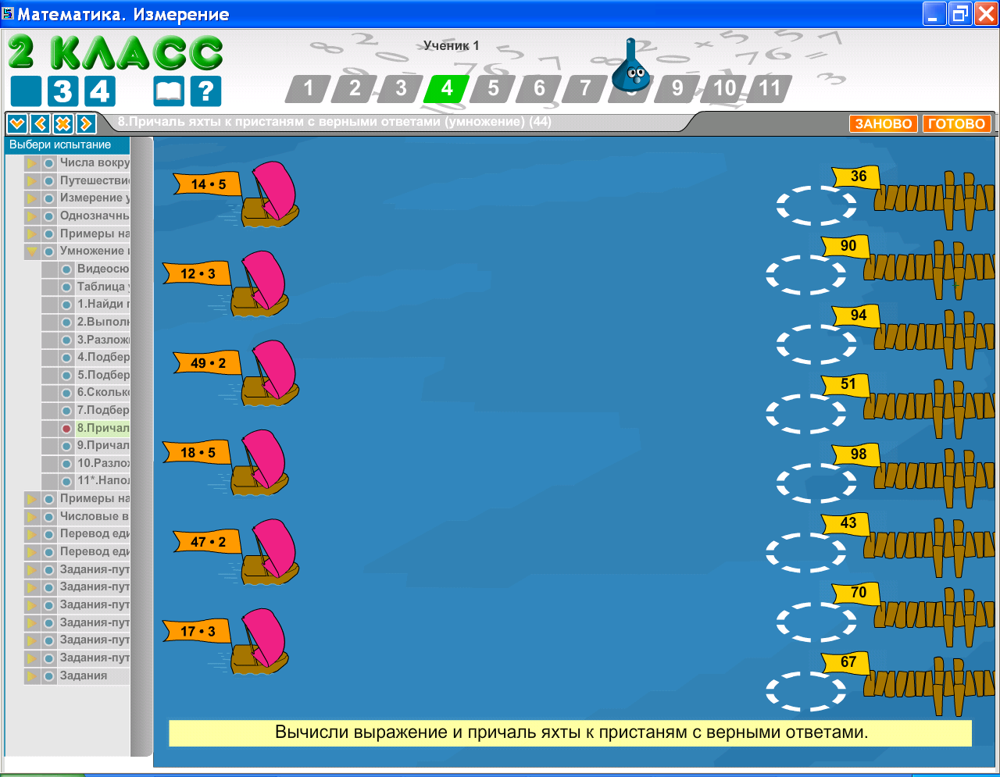 Математика. Измерение
2 КЛАСС
Ученик 1
3 4 ?
1 2 3 4 5 6 7 9 10 11
8.Причаль яхты к пристаням с верными ответами (умножение) (44)
ЗАНОВО ГОТОВО
Выбери испытание
Числа вокру
Путешестви
Измерение у
Однозначнь
Примеры на
Умножение
Видеосю
Таблица
1.Найди
2.Выполн
3.Разложи
4.Подбер
5.Подбер
6.Скольк
7.Подбер
8.Причал
9.Причал
10.Разлож
11*.Напол
Примеры на
Числовые в
Перевод еди
Перевод еди
Задания-пут
Задания-пут
Задания-пут
Задания-пут
Задания-пут
Задания-пут
Задания
14 • 5
12 • 3
49 • 2
18 • 5
47 • 2
17 • 3
36
90
94
51
98
43
70
67
Вычисли выражение и причаль яхты к пристаням с верными ответами.